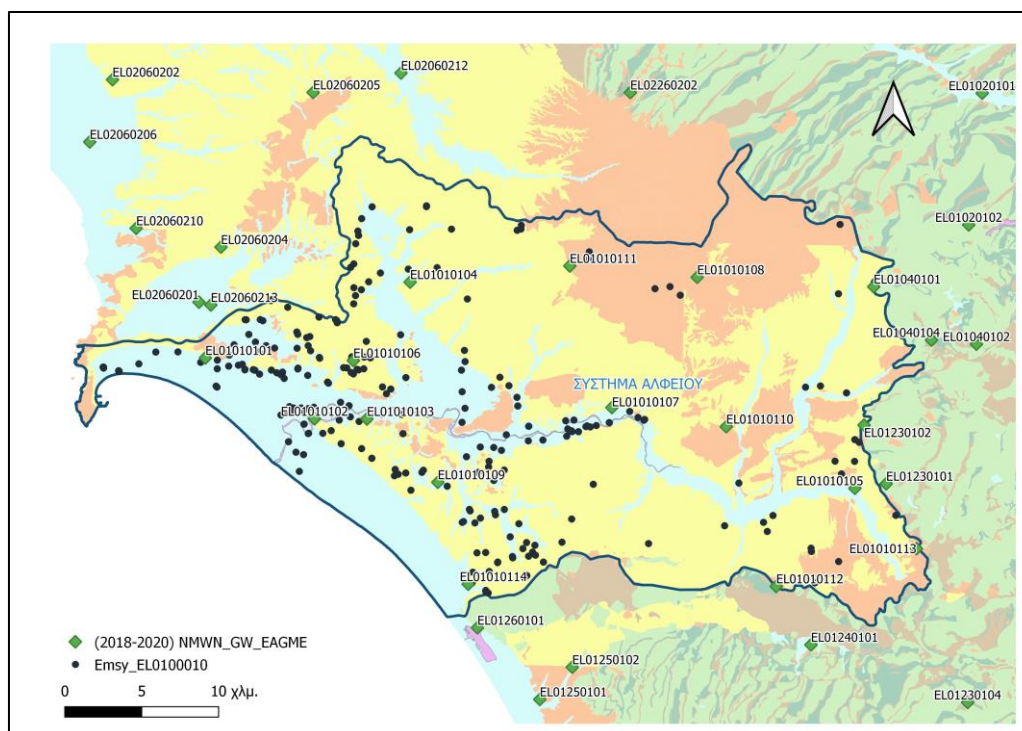 EL02060202
EL02060205
EL02060212
EL02260202
EL01020101
EL02060206
EL02060210
EL02060204
EL01020102
EL01010104
EL01010111
EL01010108
EL01040101
EL02060201
EL02060213
EL01040104
EL01040102
EL01010101
EL01010106
ΣΥΣΤΗΜΑ ΑΛΦΕΙΟΥ
EL01010107
EL01010102
EL01010103
EL01010110
EL01230102
EL01010109
EL01010105
EL01230101
EL01010113
EL01010114
EL01010112
EL01260101
EL01240101
EL01250102
EL01250101
EL01230104
(2018-2020) NMWN_GW_EAGME
Emsy_EL0100010
0 5 10 χλμ.